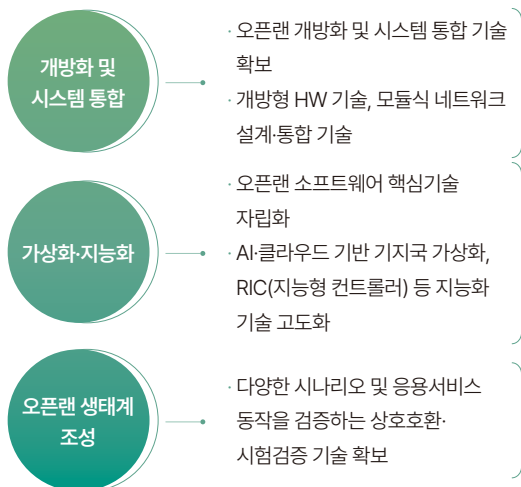 개방화 및
시스템 통합
· 오픈랜 개방화 및 시스템 통합 기술
확보
· 개방형 HW 기술, 모듈식 네트워크
설계·통합 기술
가상화·지능화
· 오픈랜 소프트웨어 핵심기술
자립화
· AI·클라우드 기반 기지국 가상화,
RIC(지능형 컨트롤러) 등 지능화
기술 고도화
오픈랜 생태계
조성
· 다양한 시나리오 및 응용서비스
동작을 검증하는 상호호환·
시험검증 기술 확보